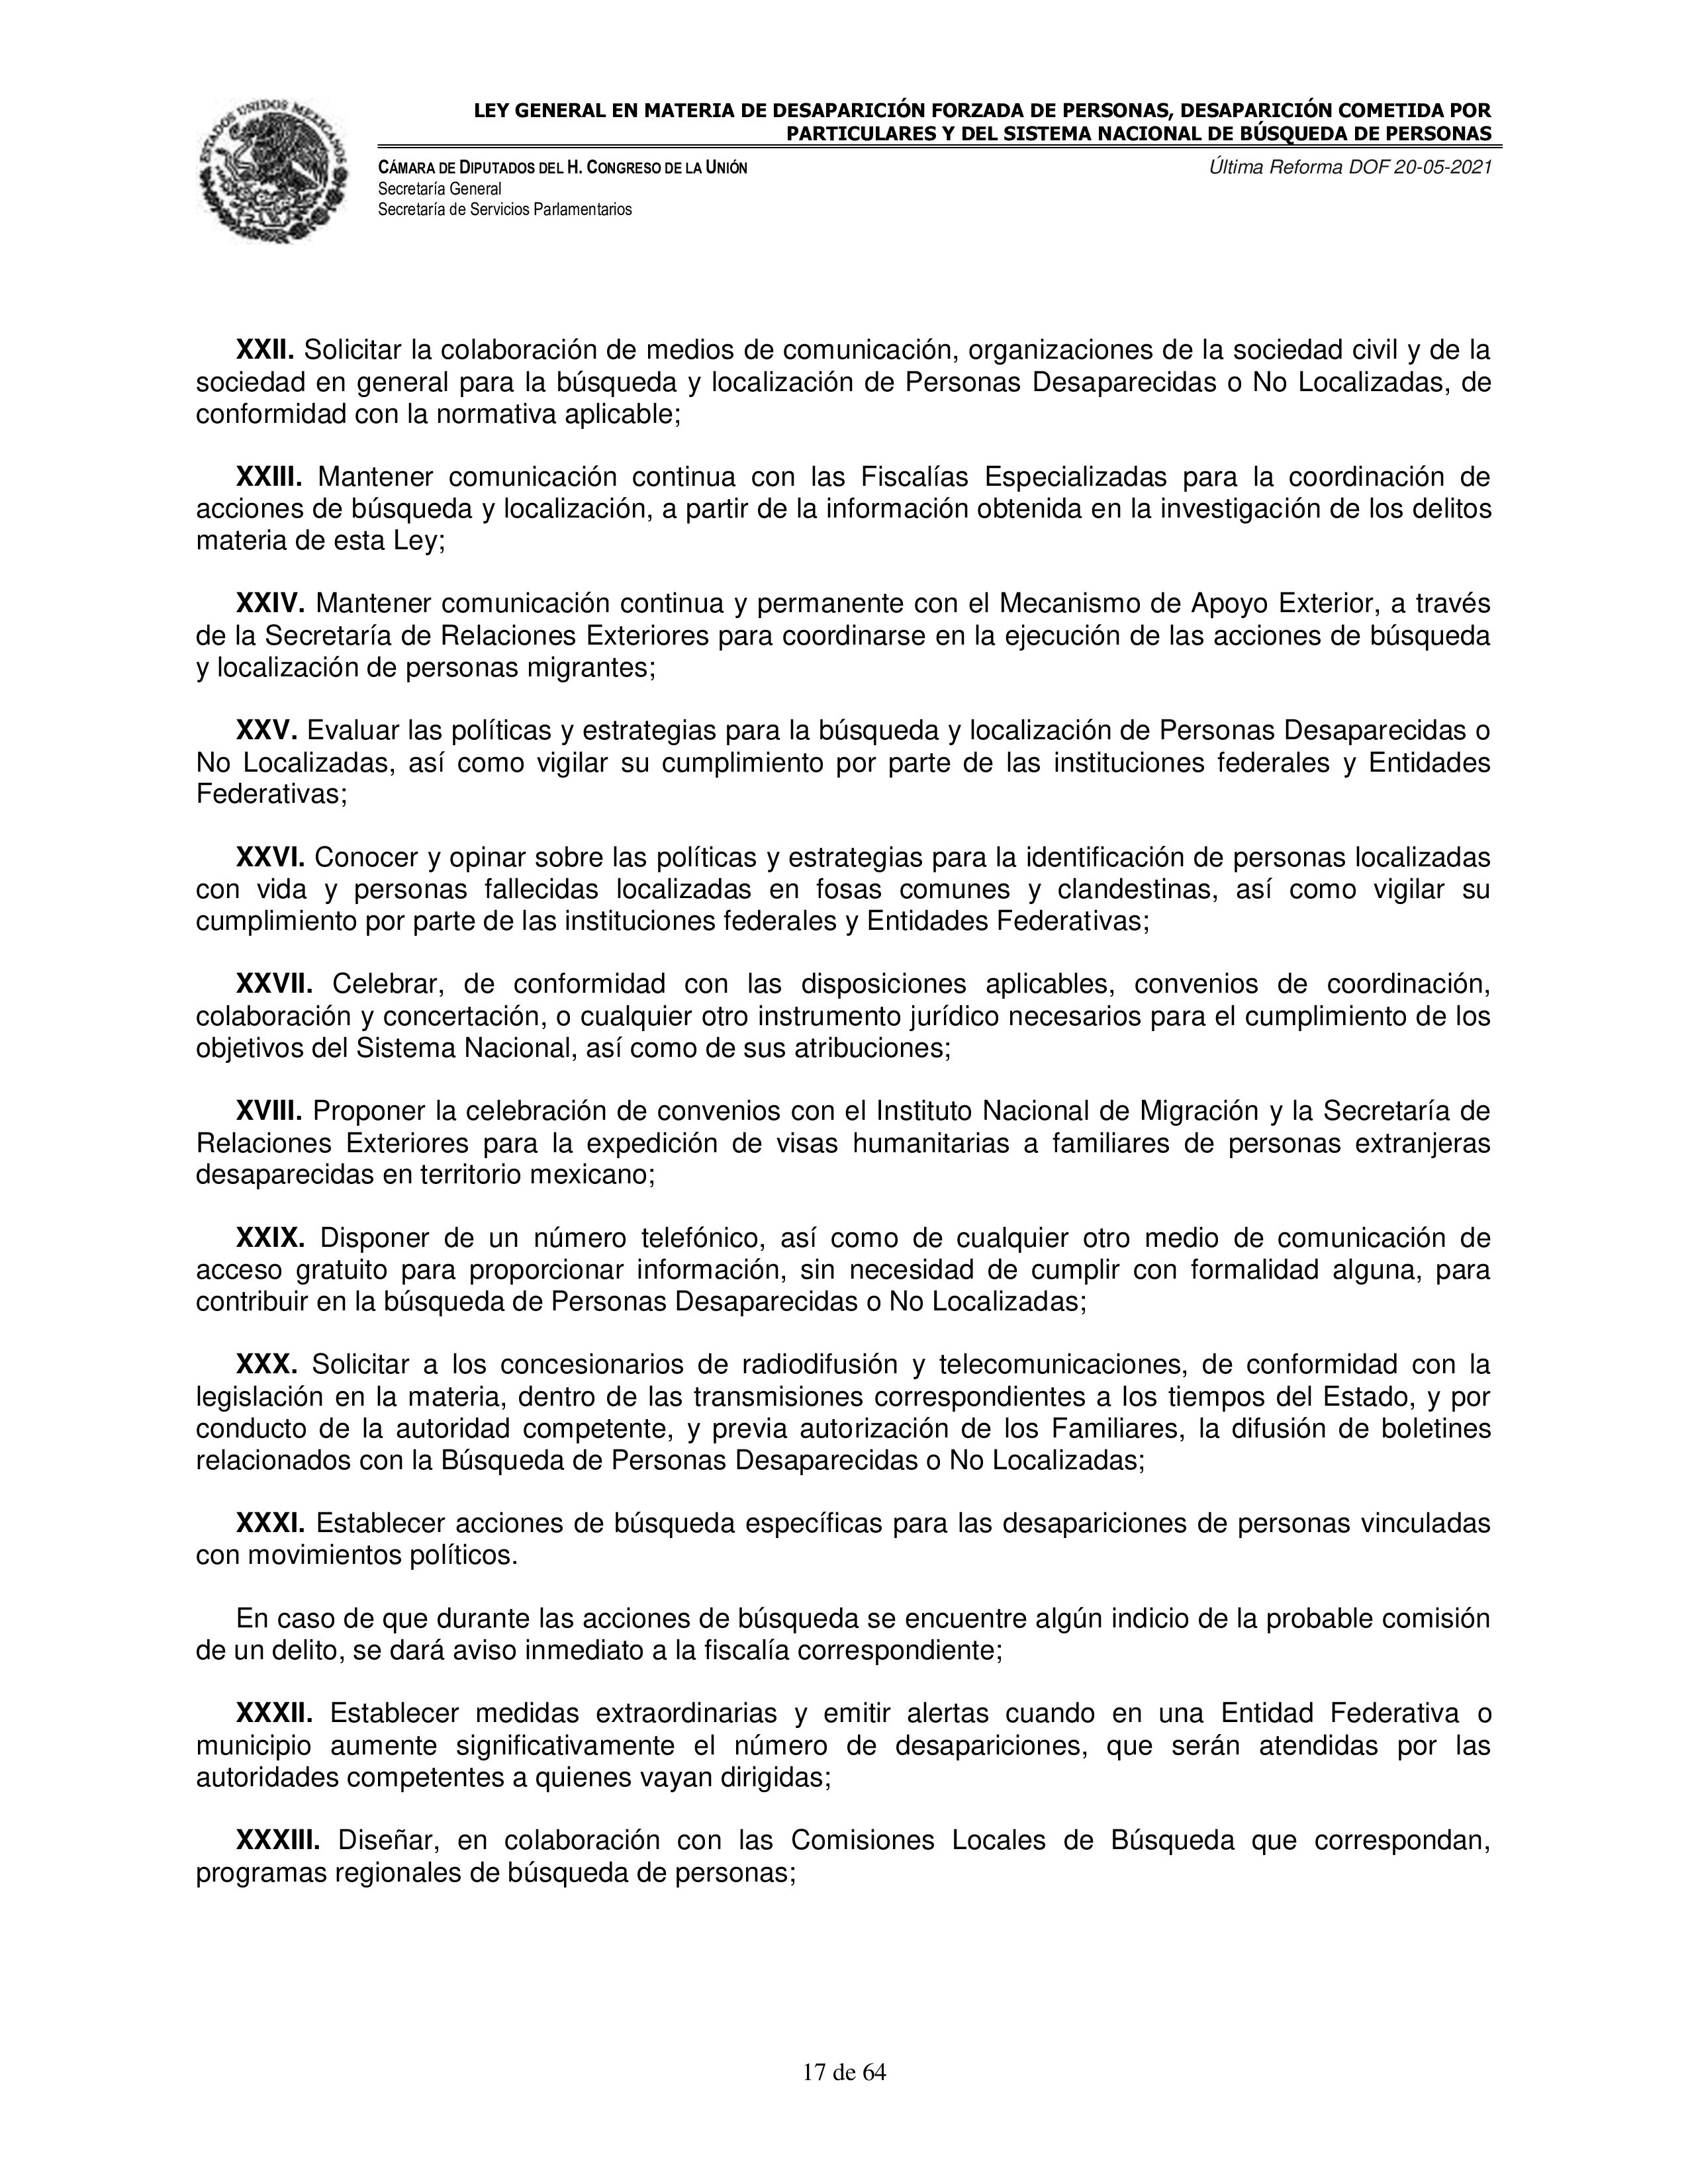 ESTADOS UNIDOS MEXICANOS
LEY GENERAL EN MATERIA DE DESAPARICIÓN FORZADA DE PERSONAS, DESAPARICIÓN COMETIDA POR
PARTICULARES Y DEL SISTEMA NACIONAL DE BÚSQUEDA DE PERSONAS
CÁMARA DE DIPUTADOS DEL H. CONGRESO DE LA UNIÓN
Última Reforma DOF 20-05-2021
Secretaría General
Secretaría de Servicios Parlamentarios
XXII. Solicitar la colaboración de medios de comunicación, organizaciones de la sociedad civil y de la
sociedad en general para la búsqueda y localización de Personas Desaparecidas o No Localizadas, de
conformidad con la normativa aplicable;
XXIII. Mantener comunicación continua con las Fiscalías Especializadas para la coordinación de
acciones de búsqueda y localización, a partir de la información obtenida en la investigación de los delitos
materia de esta Ley;
XXIV. Mantener comunicación continua y permanente con el Mecanismo de Apoyo Exterior, a través
de la Secretaría de Relaciones Exteriores para coordinarse en la ejecución de las acciones de búsqueda
y localización de personas migrantes;
XXV. Evaluar las políticas y estrategias para la búsqueda y localización de Personas Desaparecidas o
No Localizadas, así como vigilar su cumplimiento por parte de las instituciones federales y Entidades
Federativas;
XXVI. Conocer y opinar sobre las políticas y estrategias para la identificación de personas localizadas
con vida y personas fallecidas localizadas en fosas comunes y clandestinas, así como vigilar su
cumplimiento por parte de las instituciones federales y Entidades Federativas;
XXVII. Celebrar, de conformidad con las disposiciones aplicables, convenios de coordinación,
colaboración y concertación, o cualquier otro instrumento jurídico necesarios para el cumplimiento de los
objetivos del Sistema Nacional, así como de sus atribuciones;
XVIII. Proponer la celebración de convenios con el Instituto Nacional de Migración y la Secretaría de
Relaciones Exteriores para la expedición de visas humanitarias a familiares de personas extranjeras
desaparecidas en territorio mexicano;
XXIX. Disponer de un número telefónico, así como de cualquier otro medio de comunicación de
acceso gratuito para proporcionar información, sin necesidad de cumplir con formalidad alguna, para
contribuir en la búsqueda de Personas Desaparecidas o No Localizadas;
XXX. Solicitar a los concesionarios de radiodifusión y telecomunicaciones, de conformidad con la
legislación en la materia, dentro de las transmisiones correspondientes a los tiempos del Estado, y por
conducto de la autoridad competente, y previa autorización de los Familiares, la difusión de boletines
relacionados con la Búsqueda de Personas Desaparecidas o No Localizadas;
XXXI. Establecer acciones de búsqueda específicas para las desapariciones de personas vinculadas
con movimientos políticos.
En caso de que durante las acciones de búsqueda se encuentre algún indicio de la probable comisión
de un delito, se dará aviso inmediato a la fiscalía correspondiente;
XXXII. Establecer medidas extraordinarias y emitir alertas cuando en una Entidad Federativa o
municipio aumente significativamente el número de desapariciones, que serán atendidas por las
autoridades competentes a quienes vayan dirigidas;
XXXIII. Diseñar, en colaboración con las Comisiones Locales de Búsqueda que correspondan,
programas regionales de búsqueda de personas;
17 de 64